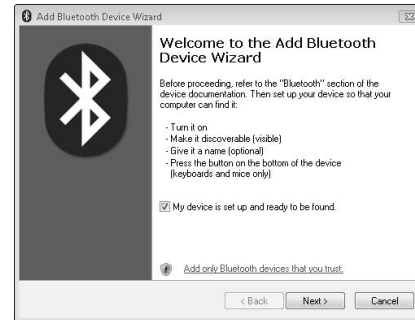 Add Bluetooth Device Wizard
Welcome to the Add Bluetooth
Device Wizard
Before proceeding, refer to the "Bluetooth" section of the
device documentation. Then set up your device so that your
computer can find it:
- Turn it on
- Make it discoverable (visible)
- Give it a name (optional)
- Press the button on the bottom of the device
(keyboards and mice only)
My device is set up and ready to be found.
Add only Bluetooth devices that you trust.
< Back Next > Cancel